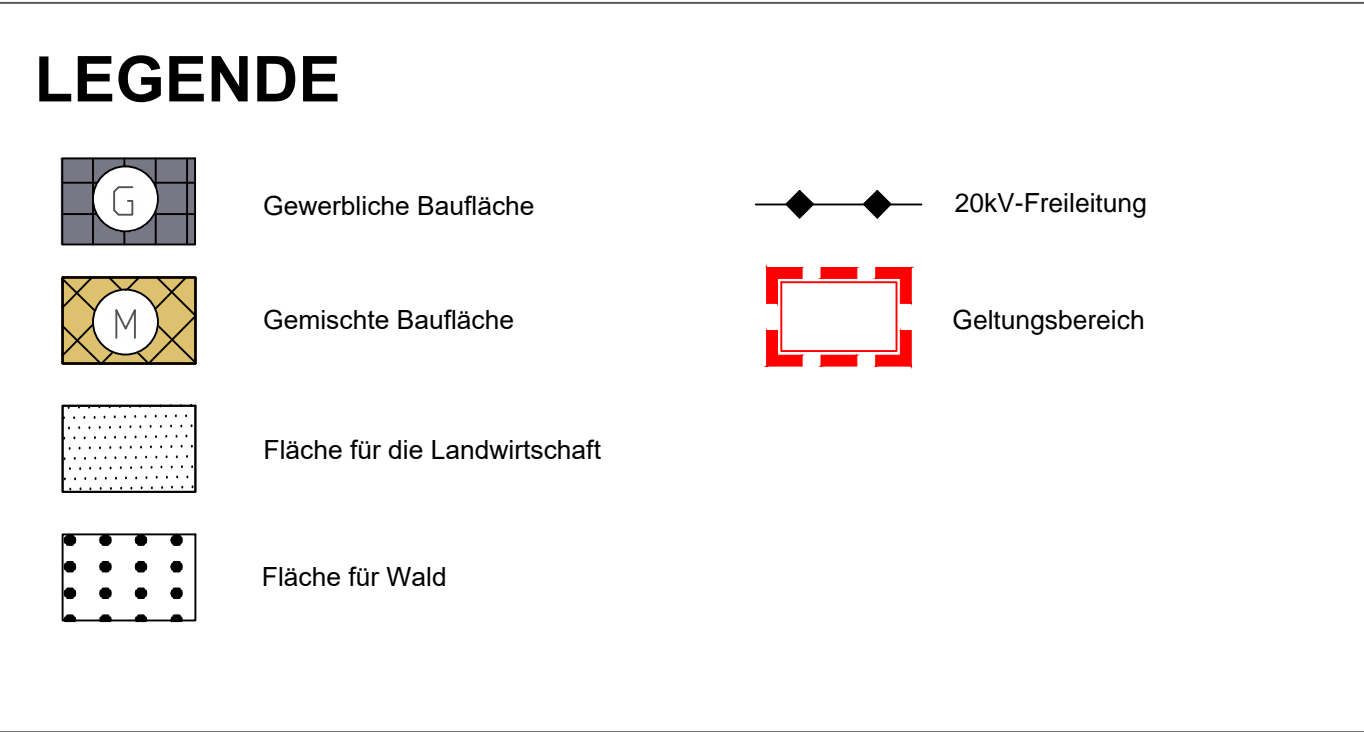 LEGENDE
G
Gewerbliche Baufläche
M
Gemischte Baufläche
Fläche für die Landwirtschaft
Fläche für Wald
20kV-Freileitung
Geltungsbereich